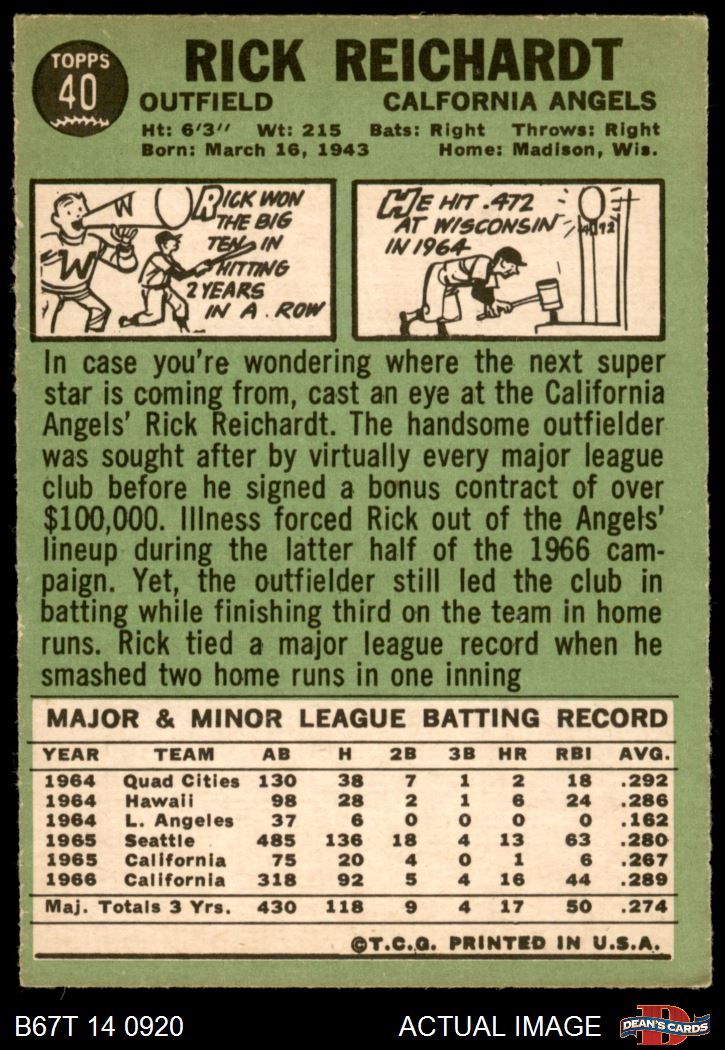 TOPPS
40
RICK REICHARDT
OUTFIELD CALFORNIA ANGELS
Ht: 6'3" Wt: 215 Bats: Right Throws: Right
Born: March 16, 1943 Home: Madison, Wis.
W
W
RICK WON
THE BIG
TEN IN
HITTING
2 YEARS
IN A ROW
HE HIT .472
AT WISCONSIN
IN 1964
.472
In case you're wondering where the next super
star is coming from, cast an eye at the California
Angels' Rick Reichardt. The handsome outfielder
was sought after by virtually every major league
club before he signed a bonus contract of over
$100,000. Illness forced Rick out of the Angels'
lineup during the latter half of the 1966 cam-
paign. Yet, the outfielder still led the club in
batting while finishing third on the team in home
runs. Rick tied a major league record when he
smashed two home runs in one inning
MAJOR & MINOR LEAGUE BATTING RECORD
YEAR TEAM AB H 2B 3B HR RBI AVG.
1964 Quad Cities 130 38 7 1 2 18 .292
1964 Hawaii 98 28 2 1 6 24 .286
1964 L. Angeles 37 6 0 0 0 0 .162
1965 Seattle 485 136 18 4 13 63 .280
1965 California 75 20 4 0 1 6 .267
1966 California 318 92 5 4 16 44 .289
Maj. Totals 3 Yrs. 430 118 9 4 17 50 .274
©T.C.G. PRINTED IN U.S.A.
B67T 14 0920 ACTUAL IMAGE D DEAN'S CARDS